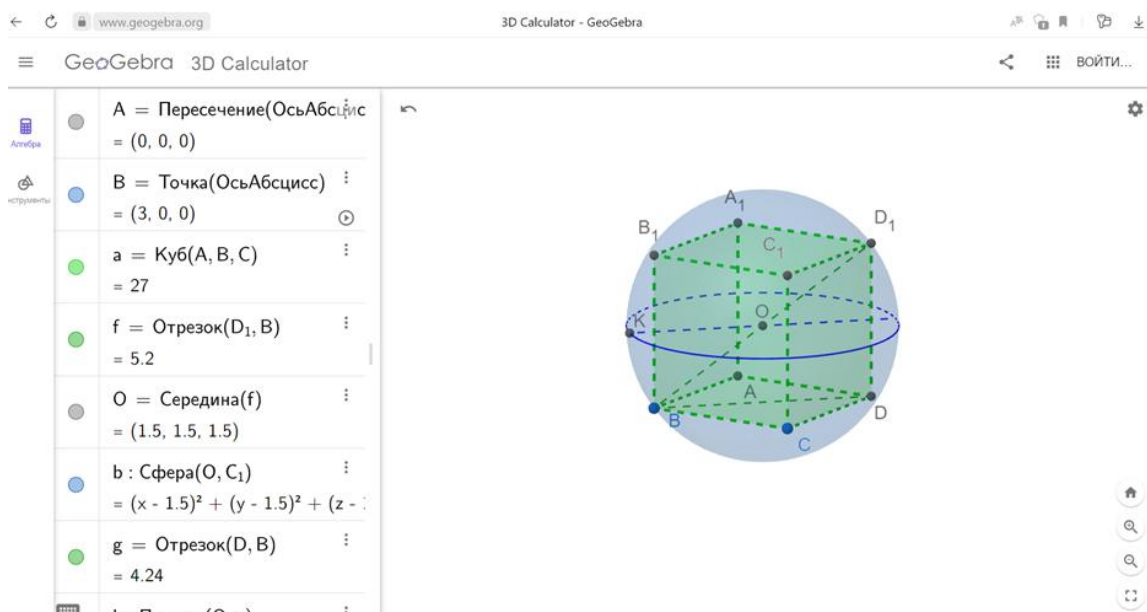 www.geogebra.org
3D Calculator - GeoGebra
GeoGebra 3D Calculator
ВОЙТИ...
Алгебра
A = Пересечение(ОсьАбсцисс
= (0, 0, 0)
B = Точка(ОсьАбсцисс)
= (3, 0, 0)
a = Куб(A, B, C)
= 27
f = Отрезок(D₁, B)
= 5.2
O = Середина(f)
= (1.5, 1.5, 1.5)
b : Сфера(O, C₁)
= (x - 1.5)² + (y - 1.5)² + (z -
g = Отрезок(D, B)
= 4.24
A₁
B₁
D₁
C₁
K
O
A
B
D
C